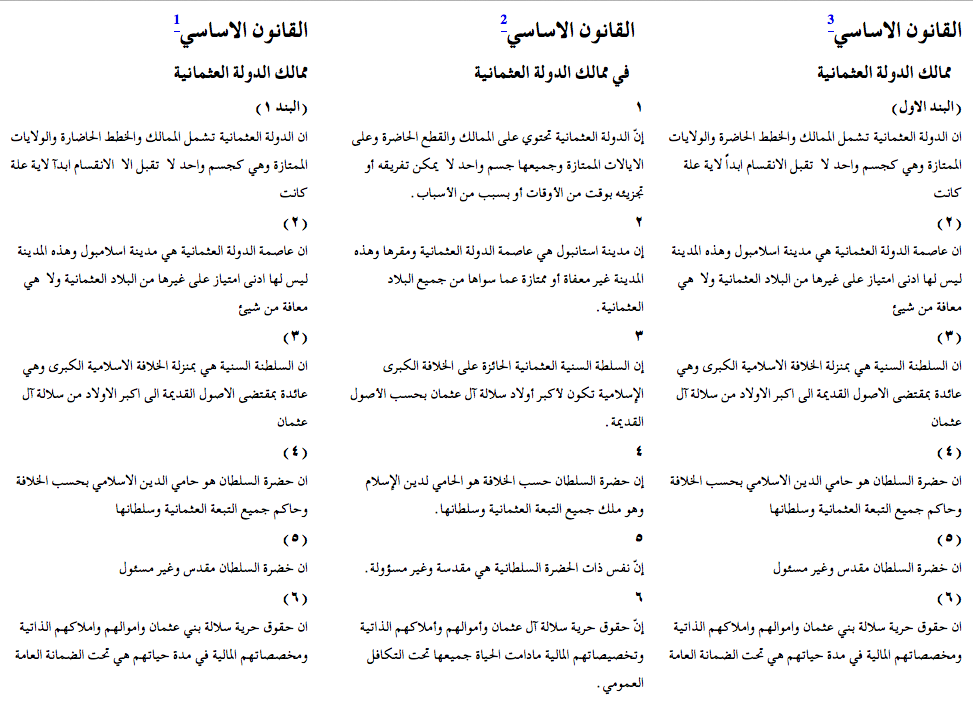 القانون الاساسي3
ممالك الدولة العثمانية
(البند الاول)
ان الدولة العثمانية تشمل الممالك والخطط الحاضرة والولايات
الممتازة وهي كجسم واحد لا تقبل الانقسام ابداً لاية علة
كانت
(٢)
ان عاصمة الدولة العثمانية هي مدينة اسلامبول وهذه المدينة
ليس لها ادنى امتياز على غيرها من البلاد العثمانية ولا هي
معافة من شيئ
(٣)
ان السلطنة السنية هي بمنزلة الخلافة الاسلامية الكبرى وهي
عائدة بمقتضى الاصول القديمة الى اكبر الاولاد من سلالة آل
عثمان
(٤)
ان حضرة السلطان هو حامي الدين الاسلامي بحسب الخلافة
وحاكم جميع التبعة العثمانية وسلطانها
(٥)
ان خضرة السلطان مقدس وغير مسئول
(٦)
ان حقوق حرية سلالة بني عثمان واموالهم واملاكهم الذاتية
ومخصصاتهم المالية في مدة حياتهم هي تحت الضمانة العامة
القانون الاساسي2
في ممالك الدولة العثمانية
١
إنّ الدولة العثمانية تحتوي على الممالك والقطع الحاضرة وعلى
الايالات الممتازة وجميعها جسم واحد لا يمكن تفريقه أو
تجزيئه بوقت من الأوقات أو بسبب من الأسباب.
٢
إن مدينة استانبول هي عاصمة الدولة العثمانية ومقرها وهذه
المدينة غير معفاة أو ممتازة عما سواها من جميع البلاد
العثمانية.
٣
إن السلطة السنية العثمانية الحائزة على الخلافة الكبرى
الإسلامية تكون لأكبر أولاد سلالة آل عثمان بحسب الأصول
القديمة.
٤
إن حضرة السلطان حسب الخلافة هو الحامي لدين الإسلام
وهو ملك جميع التبعة العثمانية وسلطانها.
٥
إنّ نفس ذات الحضرة السلطانية هي مقدسة وغير مسؤولة.
٦
إنّ حقوق حرية سلالة آل عثمان وأموالهم وأملاكهم الذاتية
وتخصيصاتهم المالية مادامت الحياة جميعها تحت التكافل
العمومي.
القانون الاساسي1
ممالك الدولة العثمانية
(البند ١)
ان الدولة العثمانية تشمل الممالك والخطط الحاضارة والولايات
الممتازة وهي كجسم واحد لا تقبل الا الانقسام ابدآ لاية علة
كانت
(٢)
ان عاصمة الدولة العثمانية هي مدينة اسلامبول وهذه المدينة
ليس لها ادنى امتياز على غيرها من البلاد العثمانية ولا هي
معافة من شيئ
(٣)
ان السلطنة السنية هي بمنزلة الخلافة الاسلامية الكبرى وهي
عائدة بمقتضى الاصول القديمة الى اكبر الاولاد من سلالة آل
عثمان
(٤)
ان حضرة السلطان هو حامي الدين الاسلامي بحسب الخلافة
وحاكم جميع التبعة العثمانية وسلطانها
(٥)
ان خضرة السلطان مقدس وغير مسئول
(٦)
ان حقوق حرية سلالة بني عثمان واموالهم واملاكهم الذاتية
ومخصصاتهم المالية في مدة حياتهم هي تحت الضمانة العامة